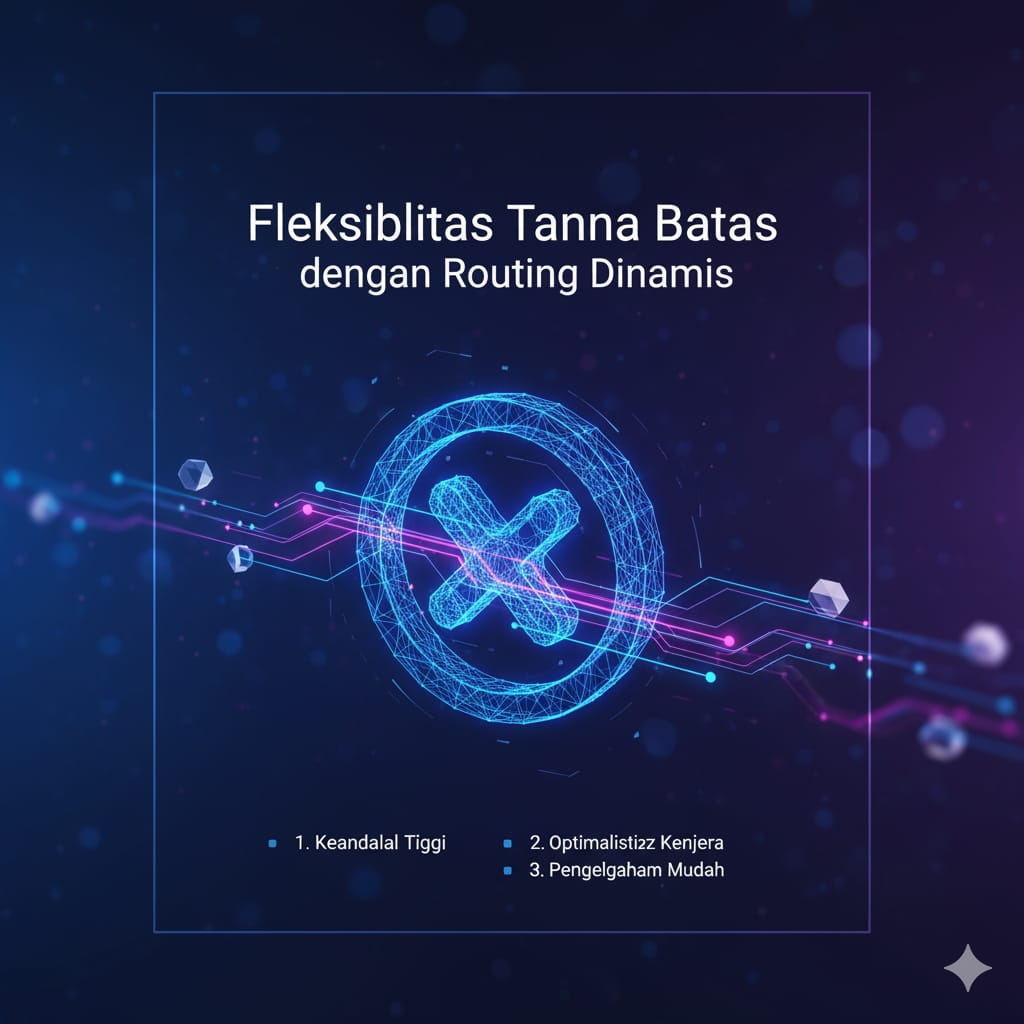 Fleksiblitas Tanna Batas
dengan Routing Dinamis
1. Keandalal Tiggi
2. Optimalistizz Kenjera
3. Pengelgaham Mudah